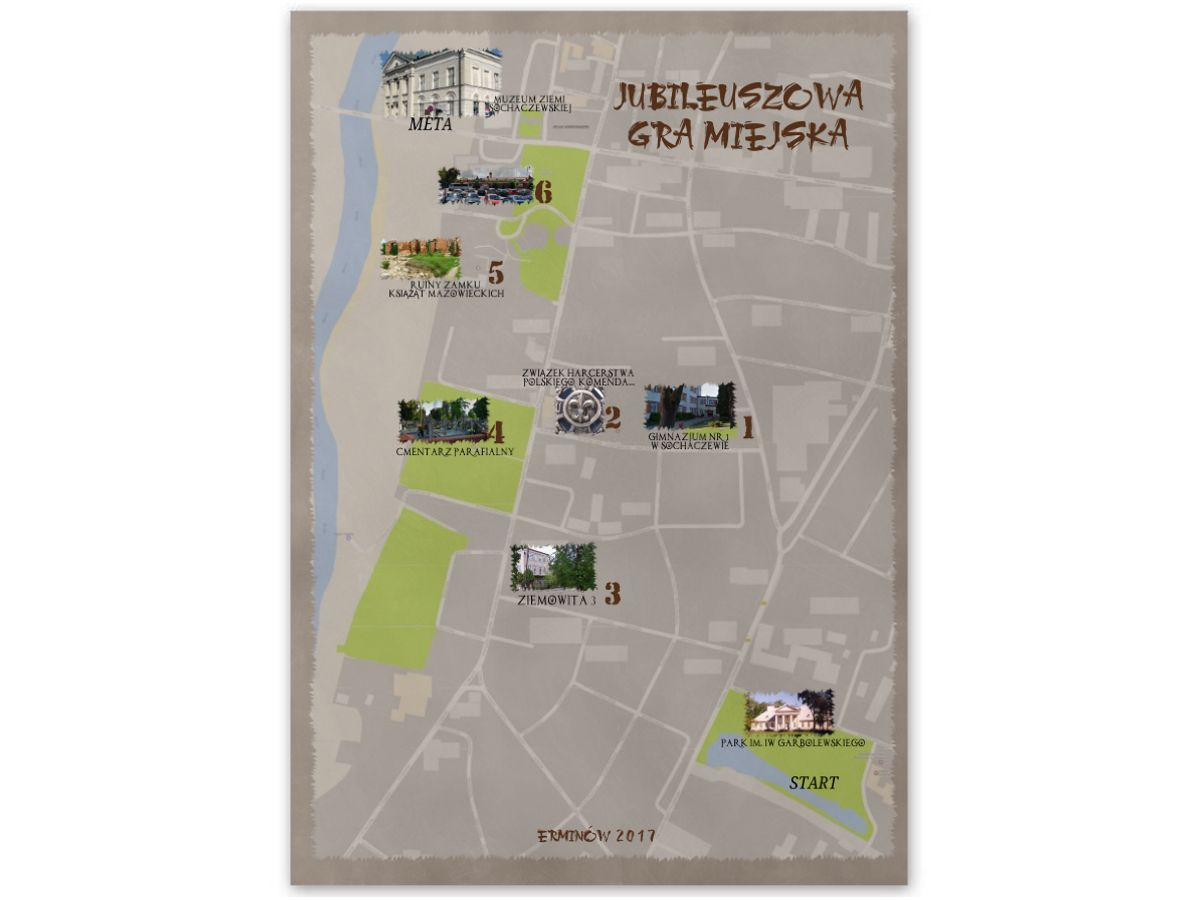 JUBILEUSZOWA
GRA MIEJSKA
MUZEUM ZIEMI
SOCHACZEWSKIEJ
META
6
5
RUINY ZAMKU
KSIĄŻĄT MAZOWIECKICH
ZWIĄZEK HARCERSTWA
POLSKIEGO KOMENDA...
2
1
GIMNAZJUM NR 1
W SOCHACZEWIE
4
CMENTARZ PARAFIALNY
3
ZIEMOWITA 3
PARK IM. IW GARBOLEWSKIEGO
START
ERMINÓW 2017